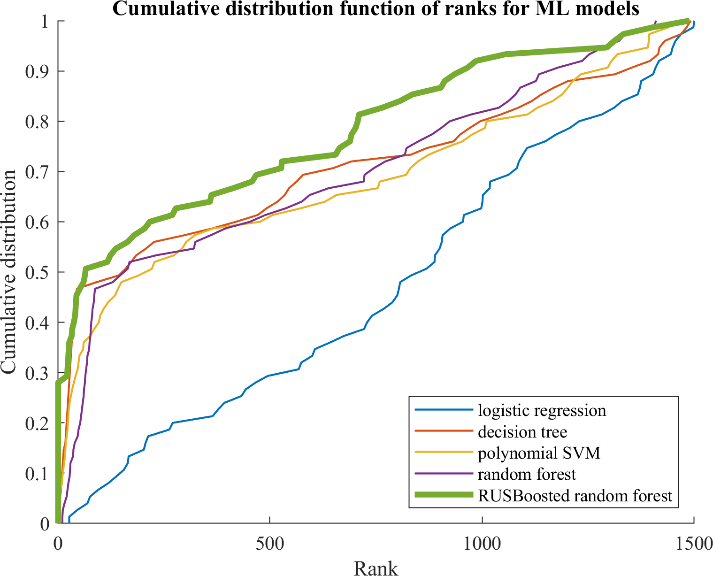 Cumulative distribution function of ranks for ML models
Cumulative distribution
1
0.9
0.8
0.7
0.6
0.5
0.4
0.3
0.2
0.1
0
logistic regression
decision tree
polynomial SVM
random forest
RUSBoosted random forest
0 500 1000 1500
Rank